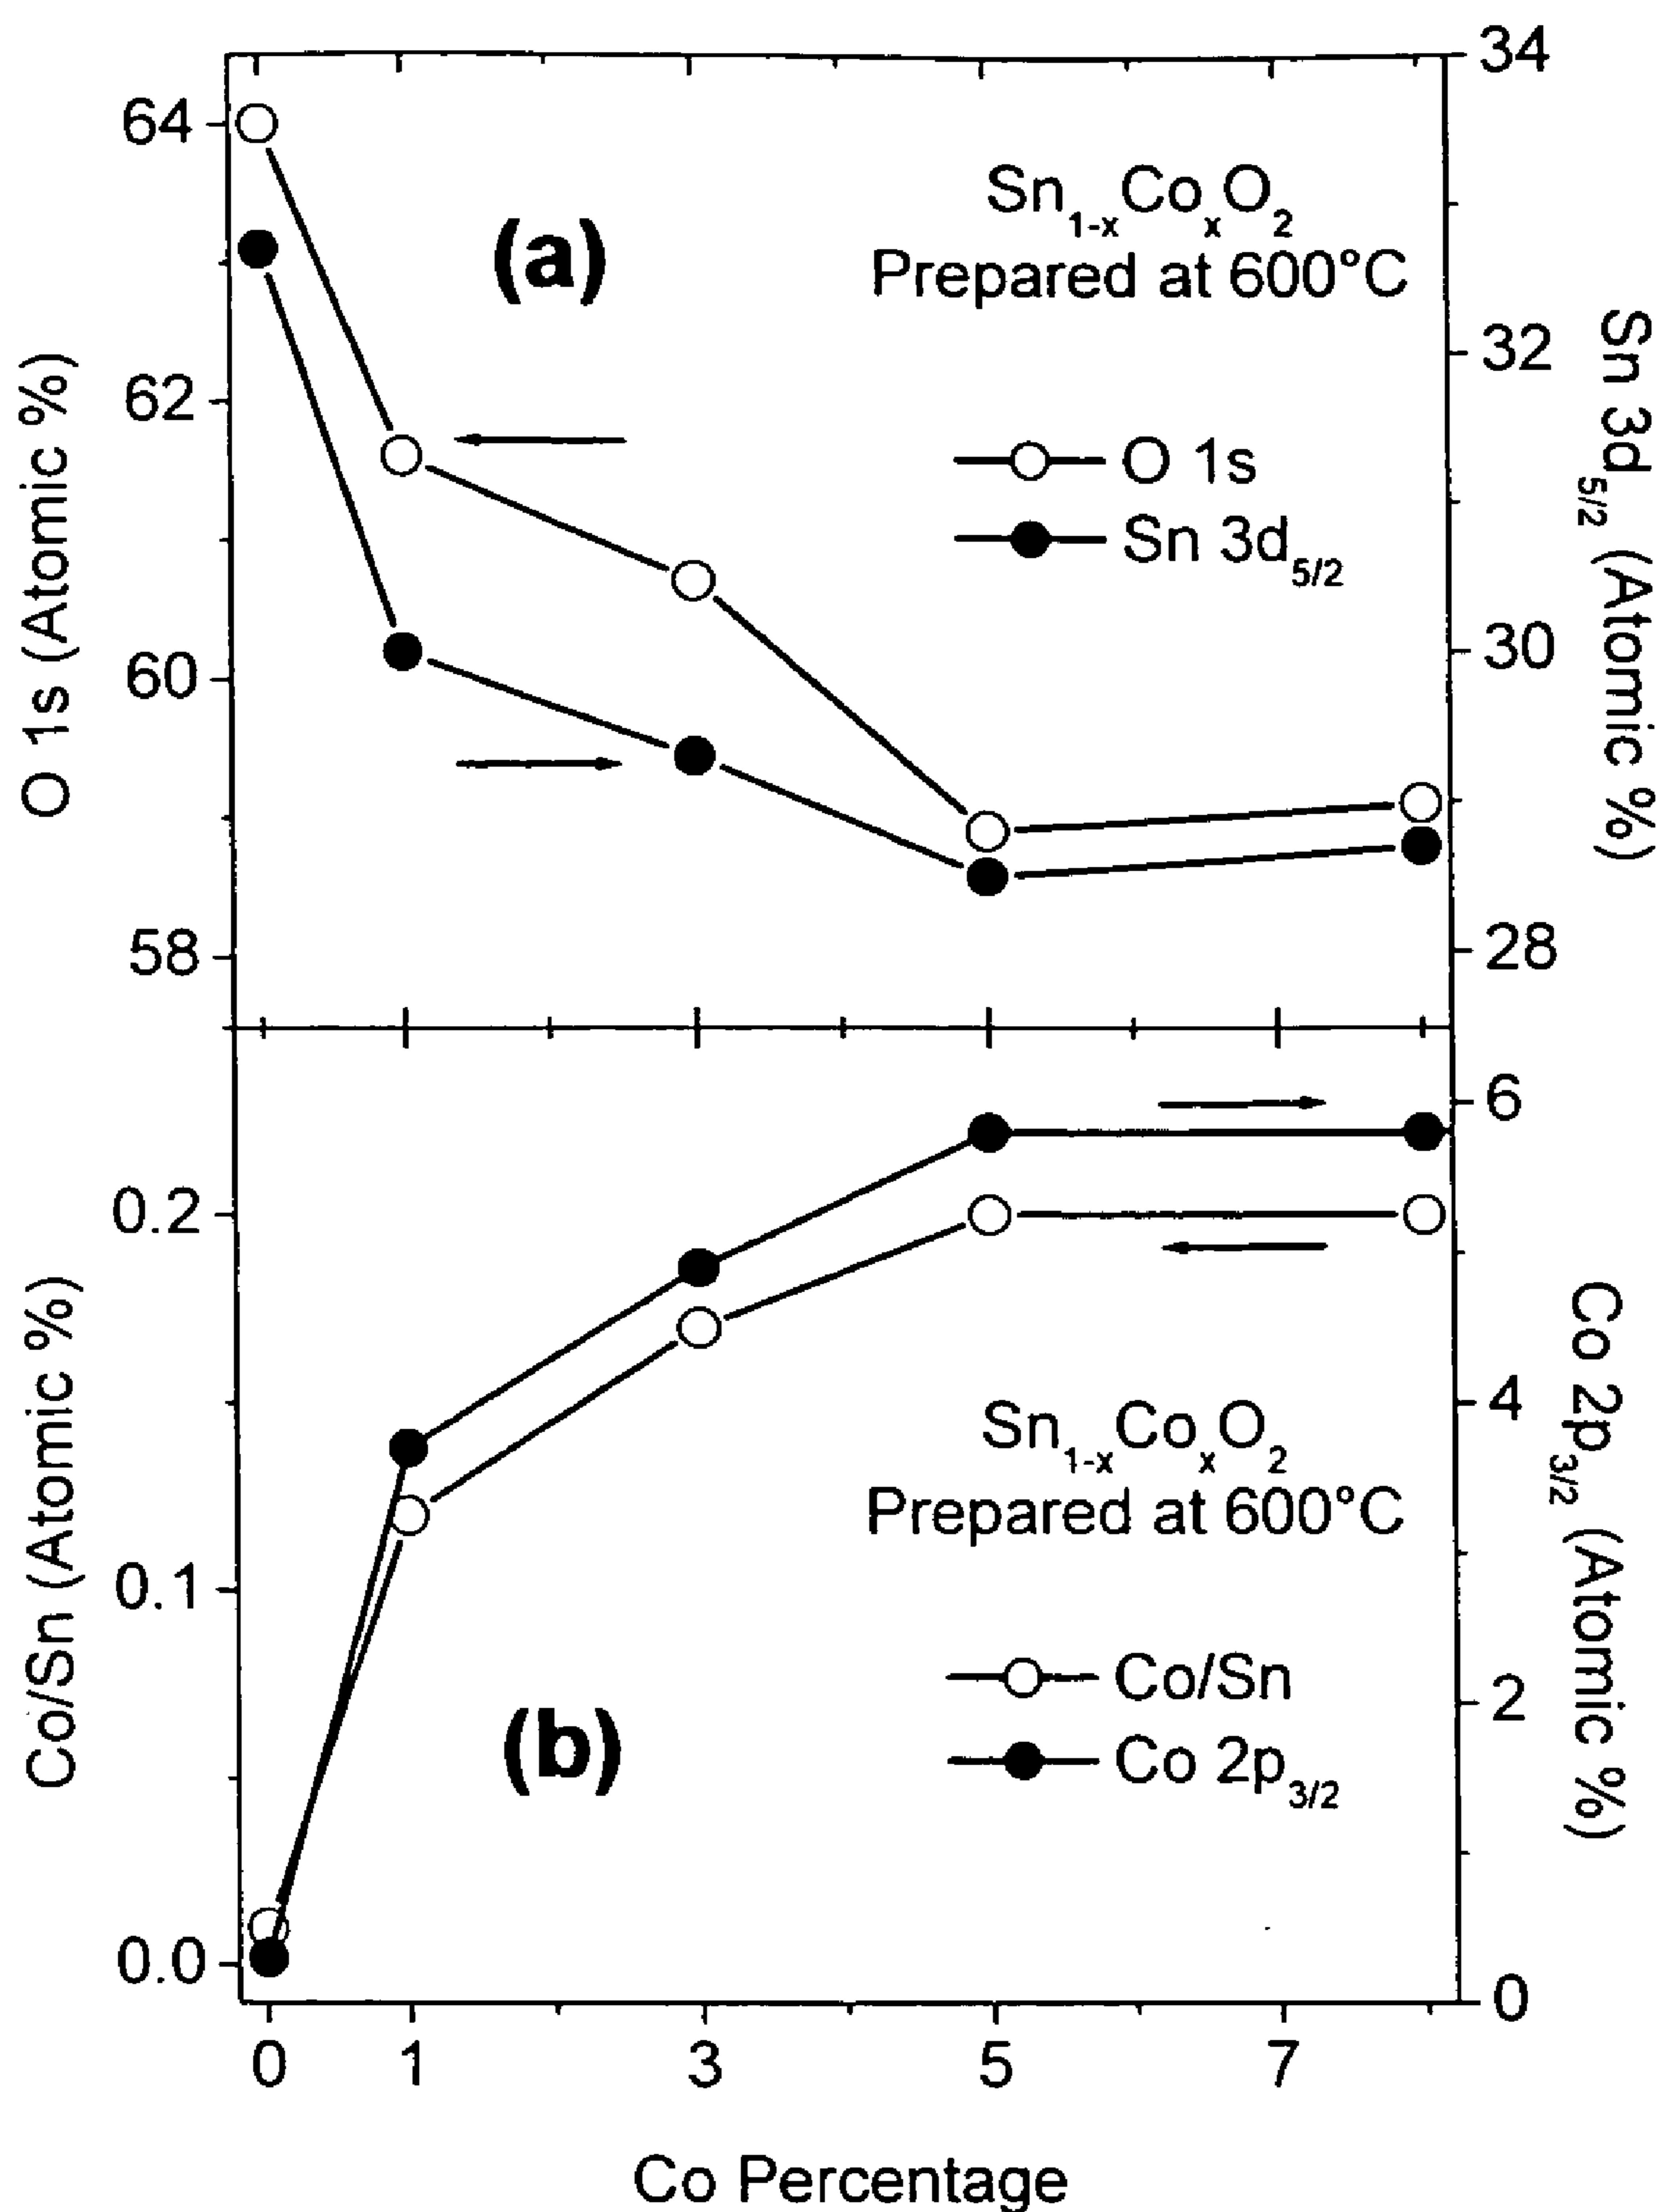 34
64
(a)
Sn1-xCoxO2
Prepared at 600°C
32
62
O 1s
Sn 3d5/2
O 1s (Atomic %)
Sn 3d5/2 (Atomic %)
60
30
58
28
6
0.2
4
Sn1-xCoxO2
Prepared at 600°C
Co/Sn (Atomic %)
Co 2p3/2 (Atomic %)
0.1
Co/Sn
2
(b)
Co 2p3/2
0.0
0
0 1 3 5 7
Co Percentage